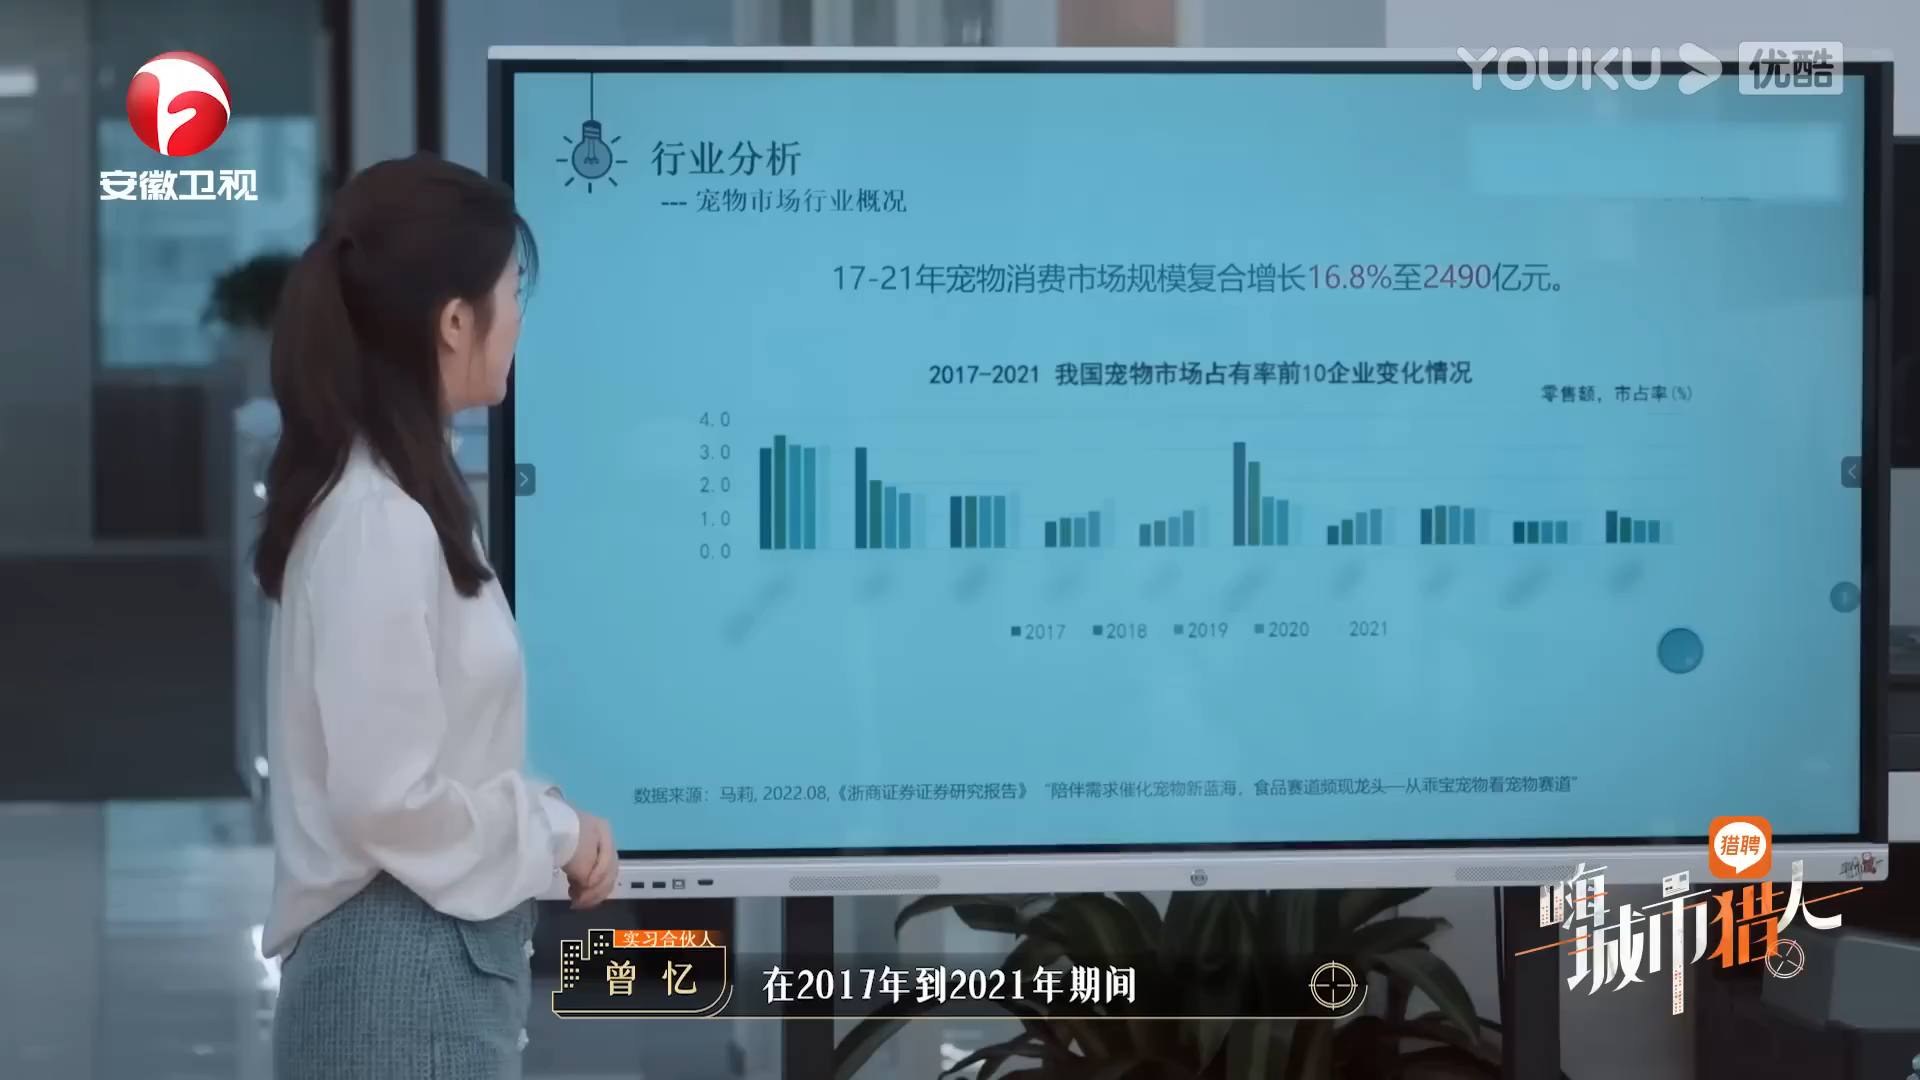 安徽卫视
YOUKU 优酷
行业分析
--- 宠物市场行业概况
17-21年宠物消费市场规模复合增长16.8%至2490亿元。
2017-2021 我国宠物市场占有率前10企业变化情况
零售额，市占率(%)
4.0
3.0
2.0
1.0
0.0
2017 2018 2019 2020 2021
数据来源：马莉, 2022.08,《浙商证券证券研究报告》“陪伴需求催化宠物新蓝海，食品赛道频现龙头—从乖宝宠物看宠物赛道”
猎聘
嗨城市猎人
实习合伙人
曾忆
在2017年到2021年期间